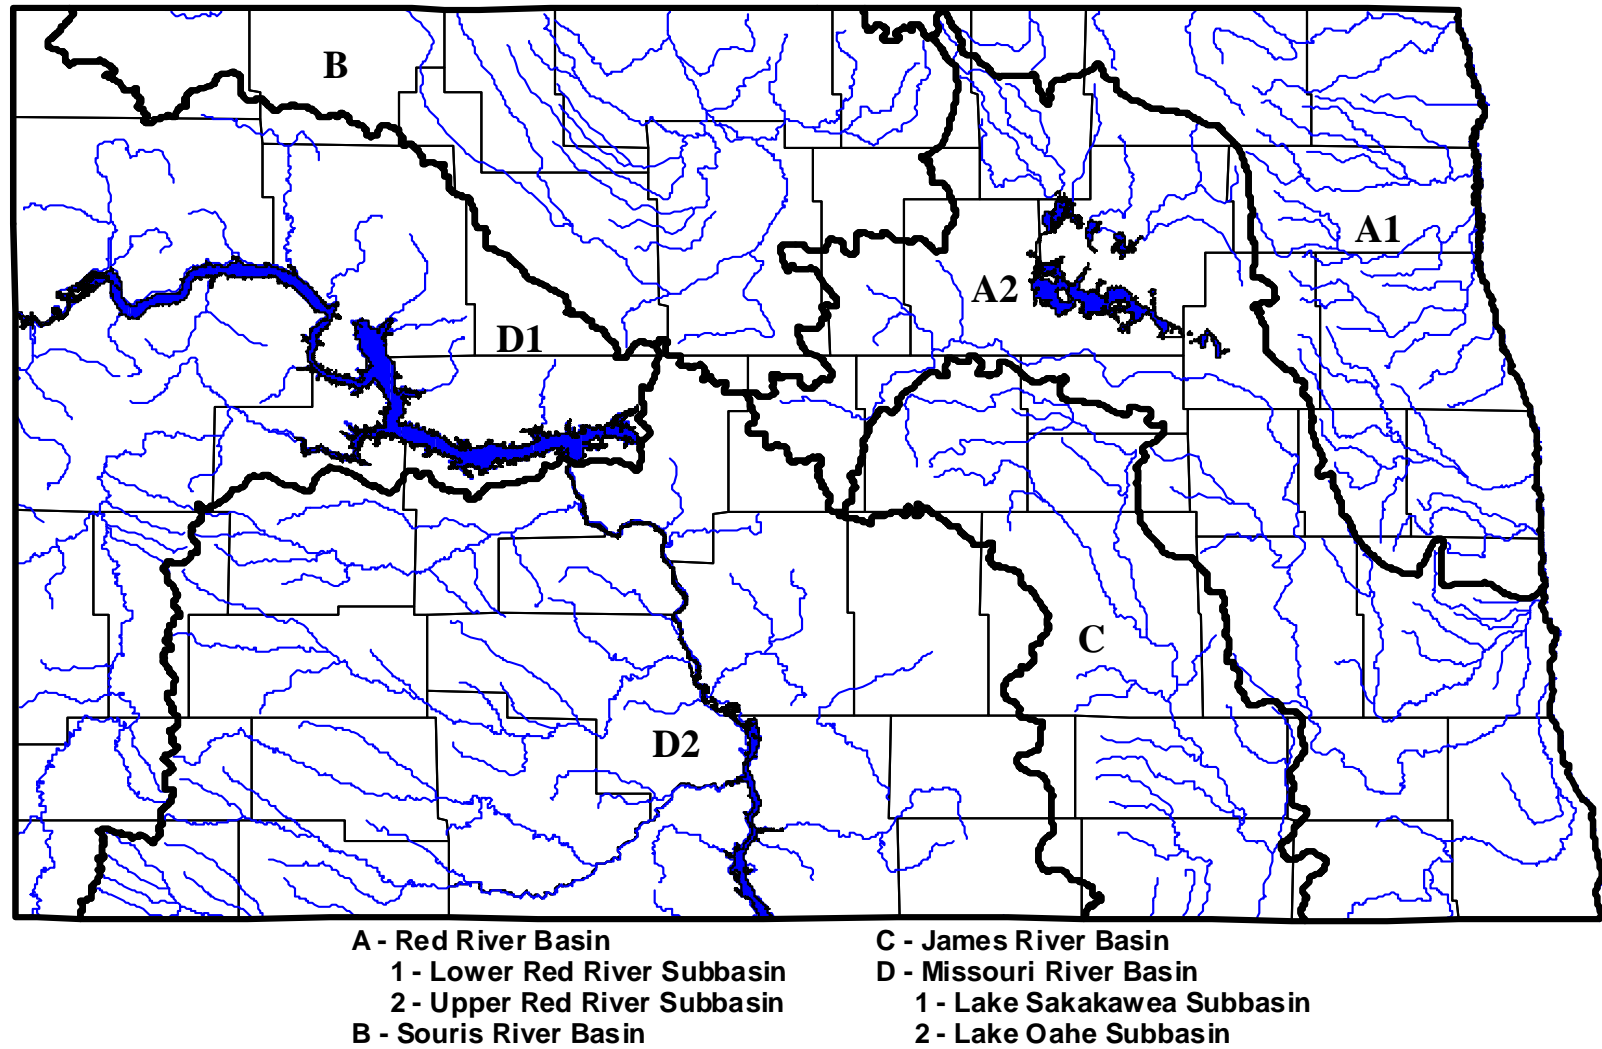 B
A1
A2
D1
C
D2
A - Red River Basin
1 - Lower Red River Subbasin
2 - Upper Red River Subbasin
B - Souris River Basin
C - James River Basin
D - Missouri River Basin
1 - Lake Sakakawea Subbasin
2 - Lake Oahe Subbasin